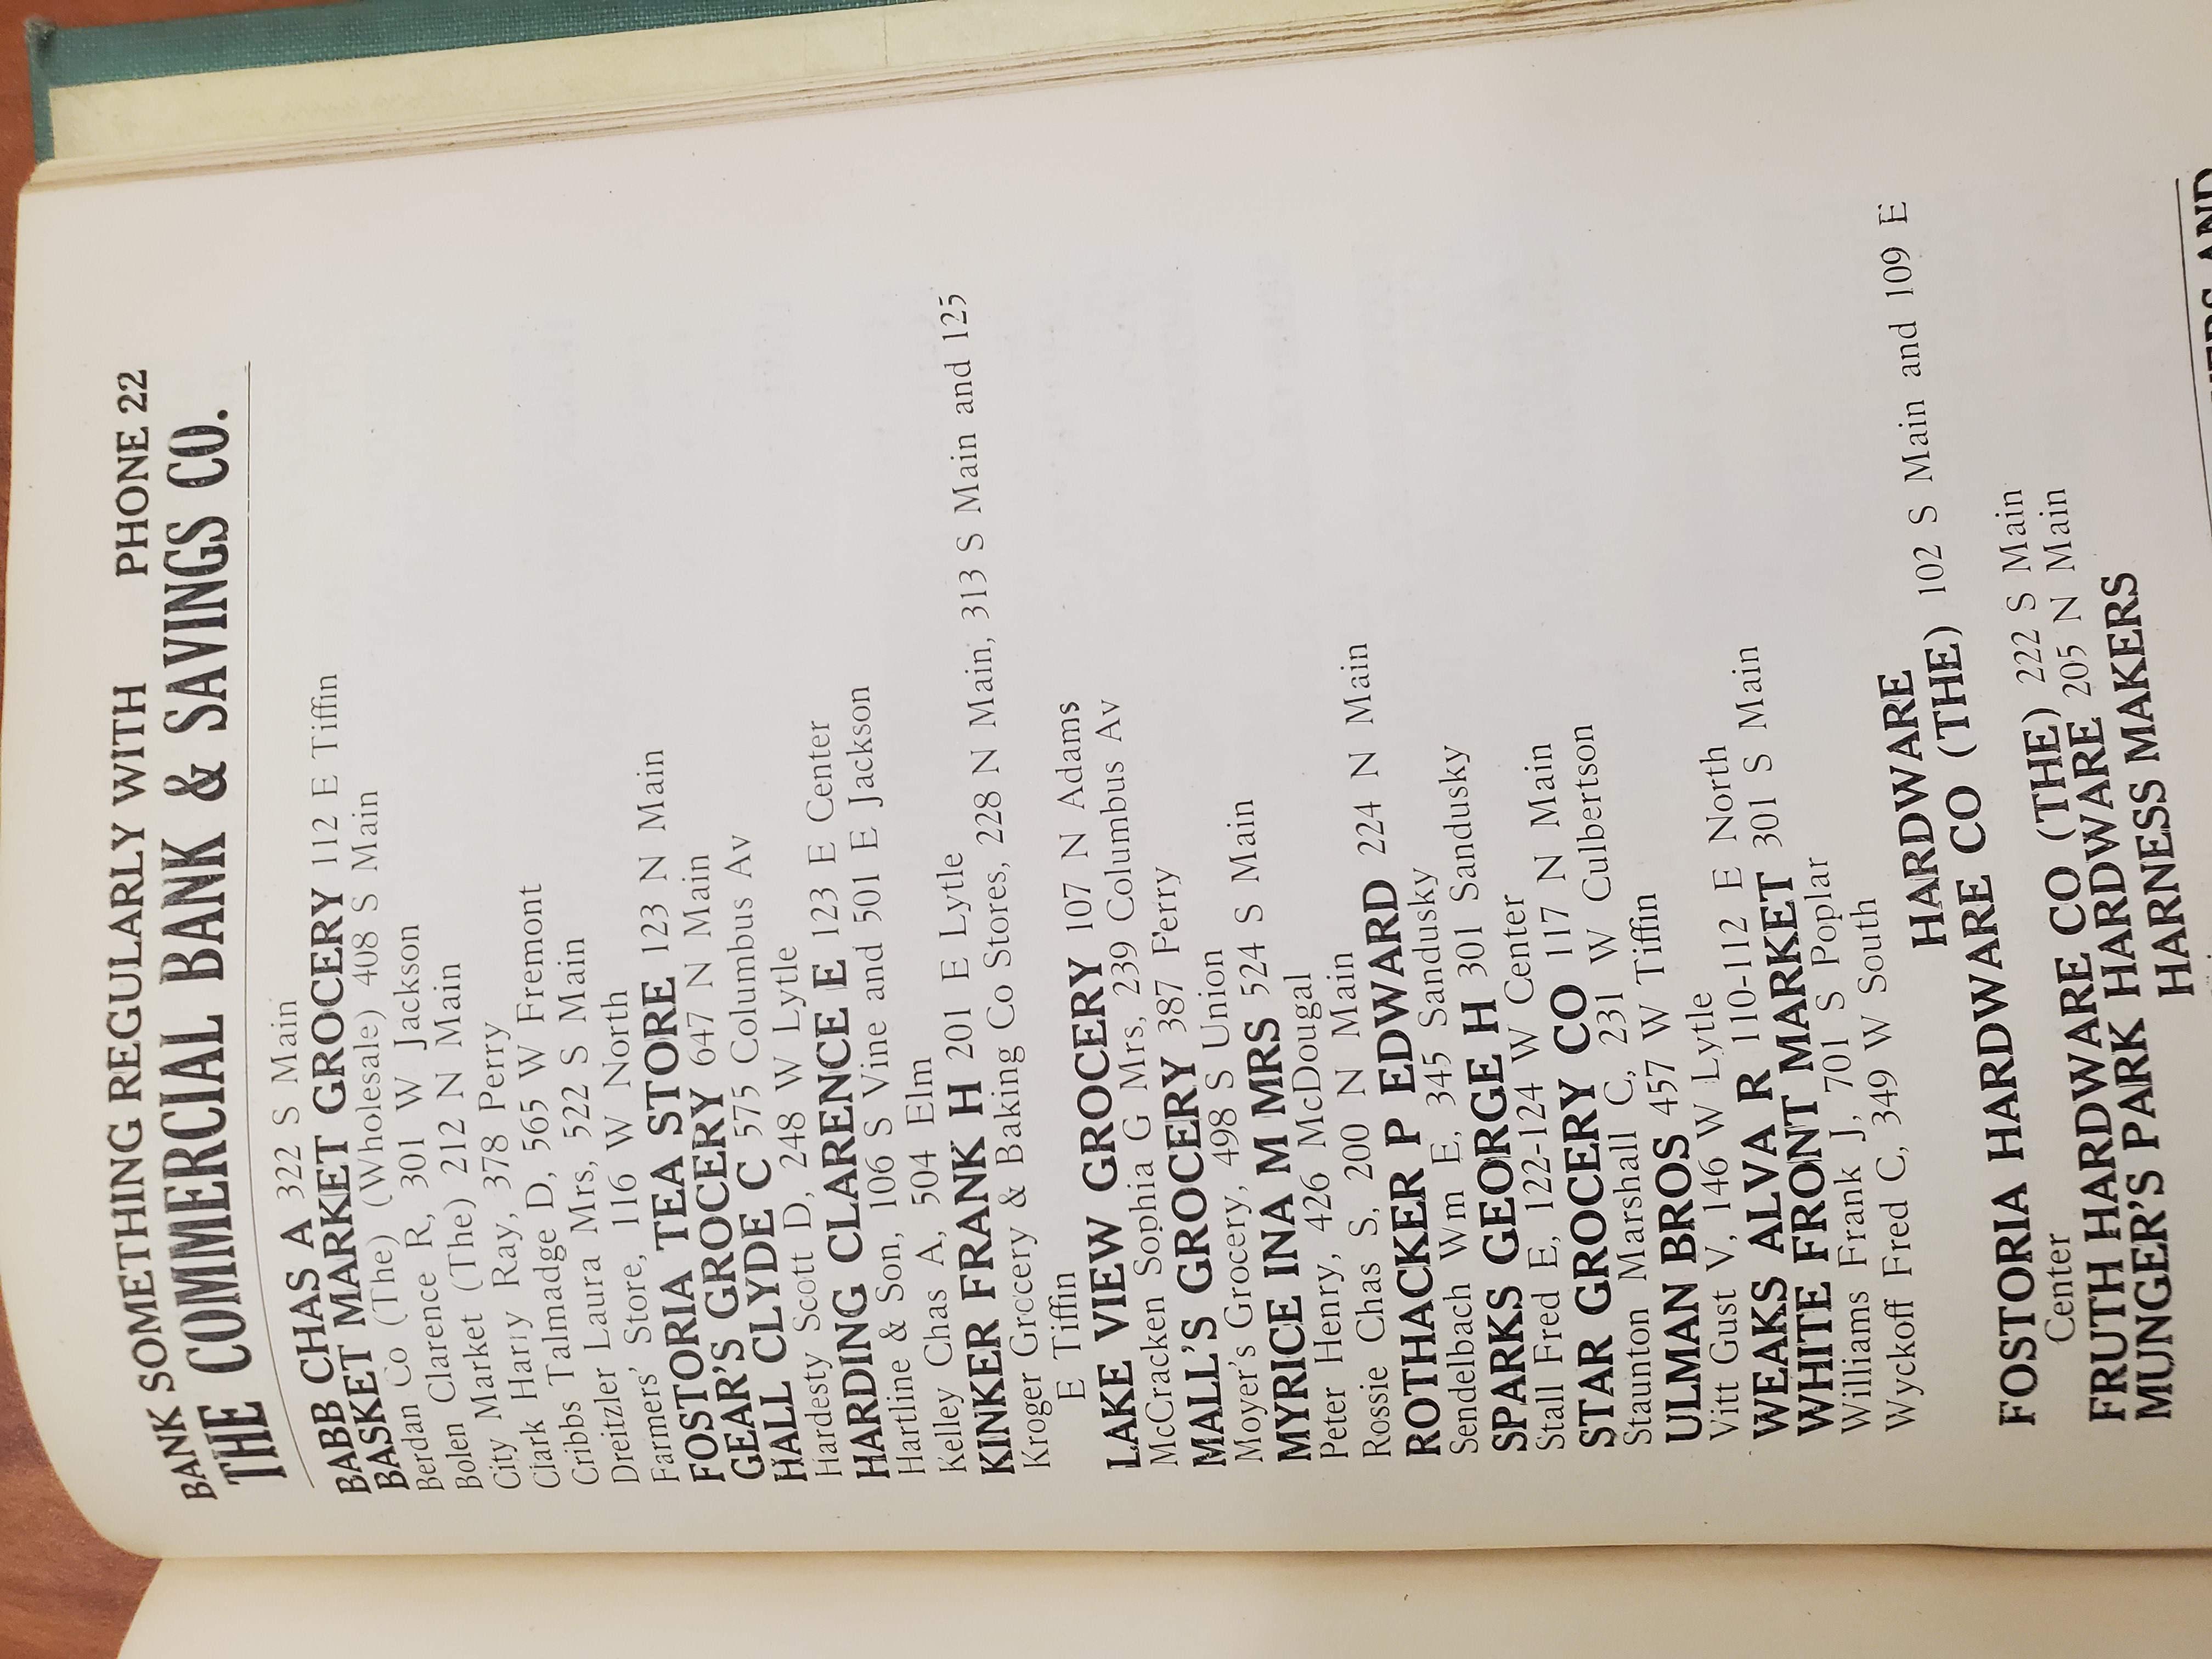 BANK SOMETHING REGULARLY WITH PHONE 22
THE COMMERCIAL BANK & SAVINGS CO.
BABB CHAS A 322 S Main
BASKET MARKET GROCERY 112 E Tiffin
Berdan Co (The) (Wholesale) 408 S Main
Bolen Clarence R, 301 W Jackson
City Market (The) 212 N Main
Clark Harry Ray, 378 Perry
Cribbs Talmadge D, 565 W Fremont
Dreitzler Laura Mrs, 522 S Main
Farmers' Store, 116 W North
FOSTORIA TEA STORE 123 N Main
GEAR'S GROCERY 647 N Main
HALL CLYDE C 575 Columbus Av
Hardesty Scott D, 248 W Lytle
HARDING CLARENCE E 123 E Center
Hartline & Son, 106 S Vine and 501 E Jackson
Kelley Chas A, 504 Elm
KINKER FRANK H 201 E Lytle
Kroger Grocery & Baking Co Stores, 228 N Main, 313 S Main and 125
E Tiffin
LAKE VIEW GROCERY 107 N Adams
McCracken Sophia G Mrs, 239 Columbus Av
MALL'S GROCERY 387 Perry
Moyer's Grocery, 498 S Union
MYRICE INA M MRS 524 S Main
Peter Henry, 426 McDougal
Rossie Chas S, 200 N Main
ROTHACKER P EDWARD 224 N Main
Sendelbach Wm E, 345 Sandusky
SPARKS GEORGE H 301 Sandusky
Stall Fred E, 122-124 W Center
STAR GROCERY CO 117 N Main
Staunton Marshall C, 231 W Culbertson
ULMAN BROS 457 W Tiffin
Vitt Gust V, 146 W Lytle
WEAKS ALVA R 110-112 E North
WHITE FRONT MARKET 301 S Main
Williams Frank J, 701 S Poplar
Wyckoff Fred C, 349 W South
HARDWARE
FOSTORIA HARDWARE CO (THE) 102 S Main and 109 E
Center
FRUTH HARDWARE CO (THE) 222 S Main
MUNGER'S PARK HARDWARE 205 N Main
HARNESS MAKERS
AND